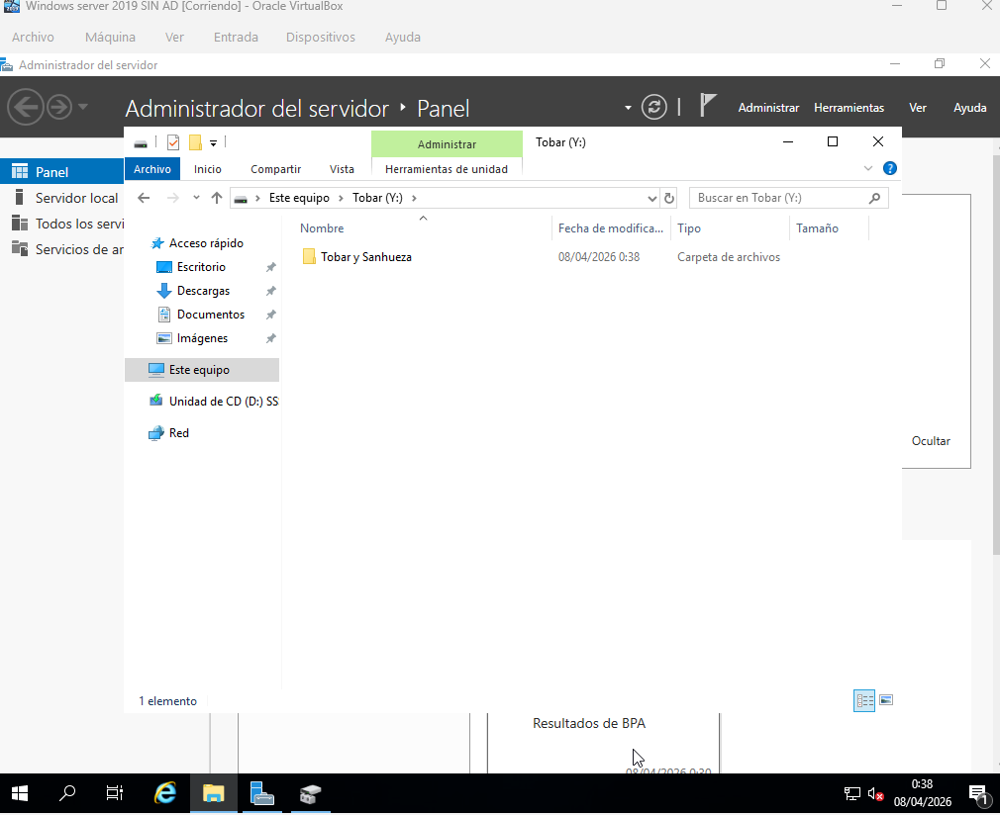 Windows server 2019 SIN AD [Corriendo] - Oracle VirtualBox
Archivo Máquina Ver Entrada Dispositivos Ayuda
Administrador del servidor
Administrador del servidor Panel
Administrar Herramientas Ver Ayuda
Administrar Tobar (Y:)
Archivo Inicio Compartir Vista Herramientas de unidad
Este equipo Tobar (Y:)
Buscar en Tobar (Y:)
Panel
Servidor local
Todos los servi
Servicios de ar
Acceso rápido
Escritorio
Descargas
Documentos
Imágenes
Este equipo
Unidad de CD (D:) SS
Red
Nombre Fecha de modifica... Tipo Tamaño
Tobar y Sanhueza 08/04/2026 0:38 Carpeta de archivos
Ocultar
1 elemento
Resultados de BPA
08/04/2026 0:30
0:38
08/04/2026
1